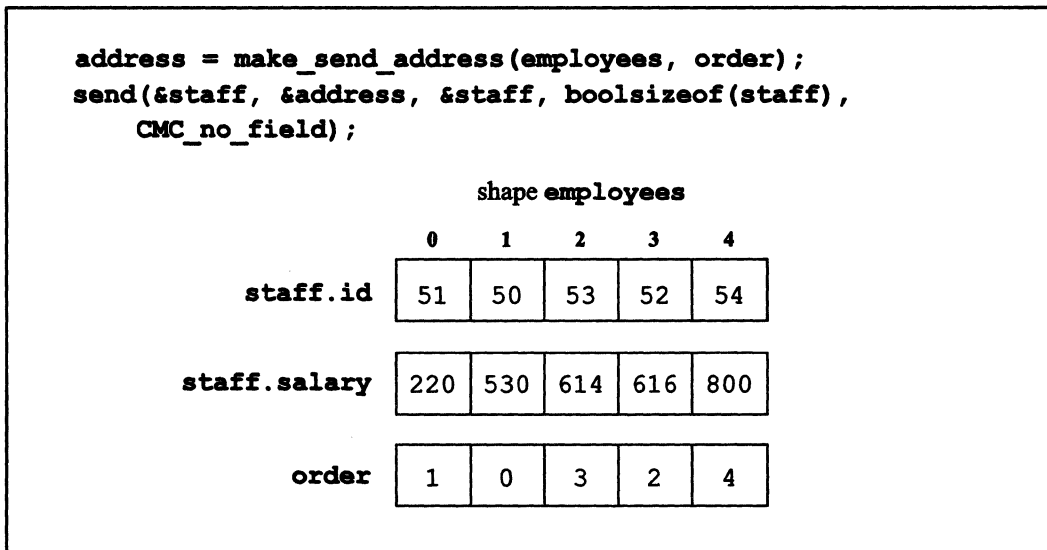 address = make_send_address(employees, order);
send(&staff, &address, &staff, boolsizeof(staff),
CMC_no_field);
shape employees
0 1 2 3 4
staff.id 51 50 53 52 54
staff.salary 220 530 614 616 800
order 1 0 3 2 4